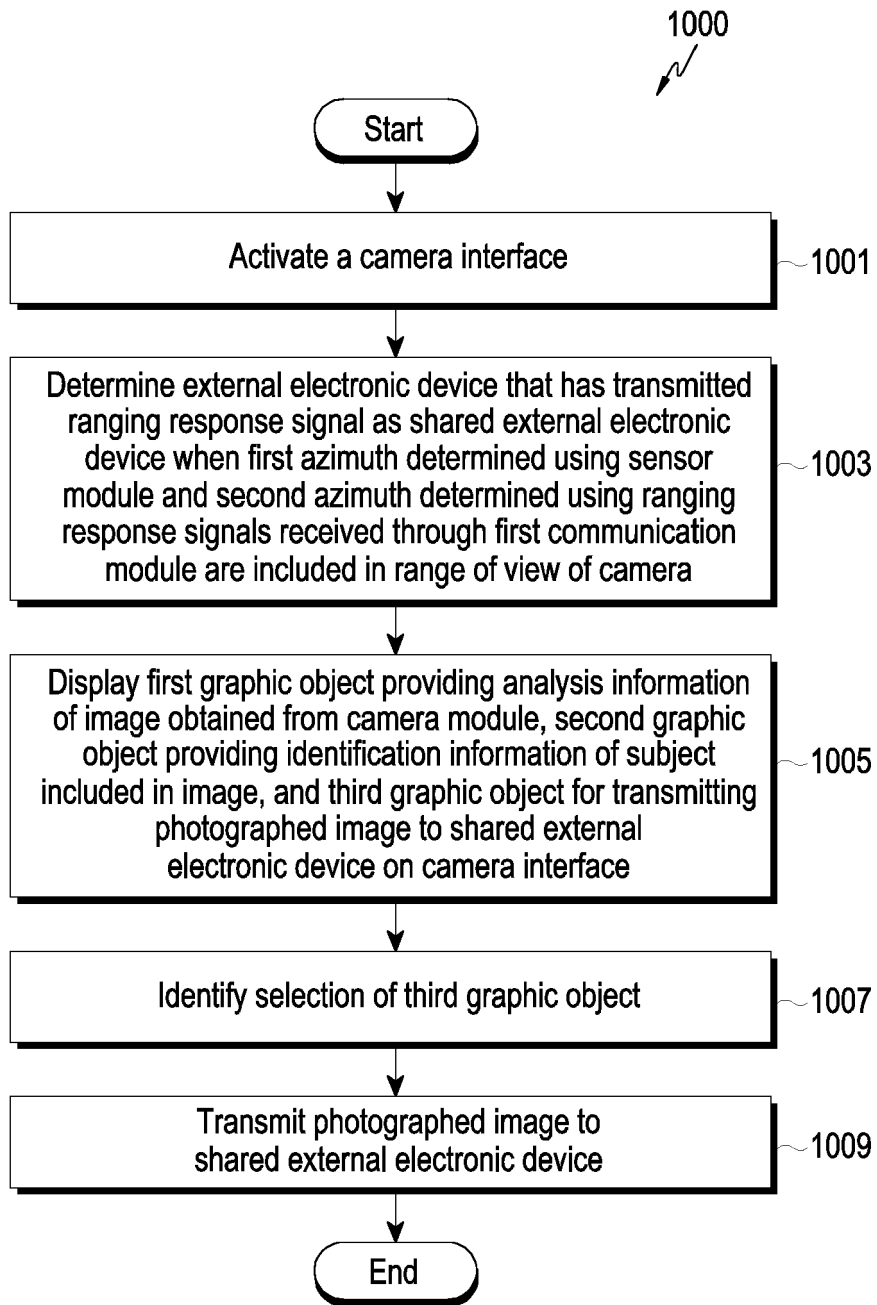 1000
Start
Activate a camera interface
1001
Determine external electronic device that has transmitted
ranging response signal as shared external electronic
device when first azimuth determined using sensor
module and second azimuth determined using ranging
response signals received through first communication
module are included in range of view of camera
1003
Display first graphic object providing analysis information
of image obtained from camera module, second graphic
object providing identification information of subject
included in image, and third graphic object for transmitting
photographed image to shared external
electronic device on camera interface
1005
Identify selection of third graphic object
1007
Transmit photographed image to
shared external electronic device
1009
End